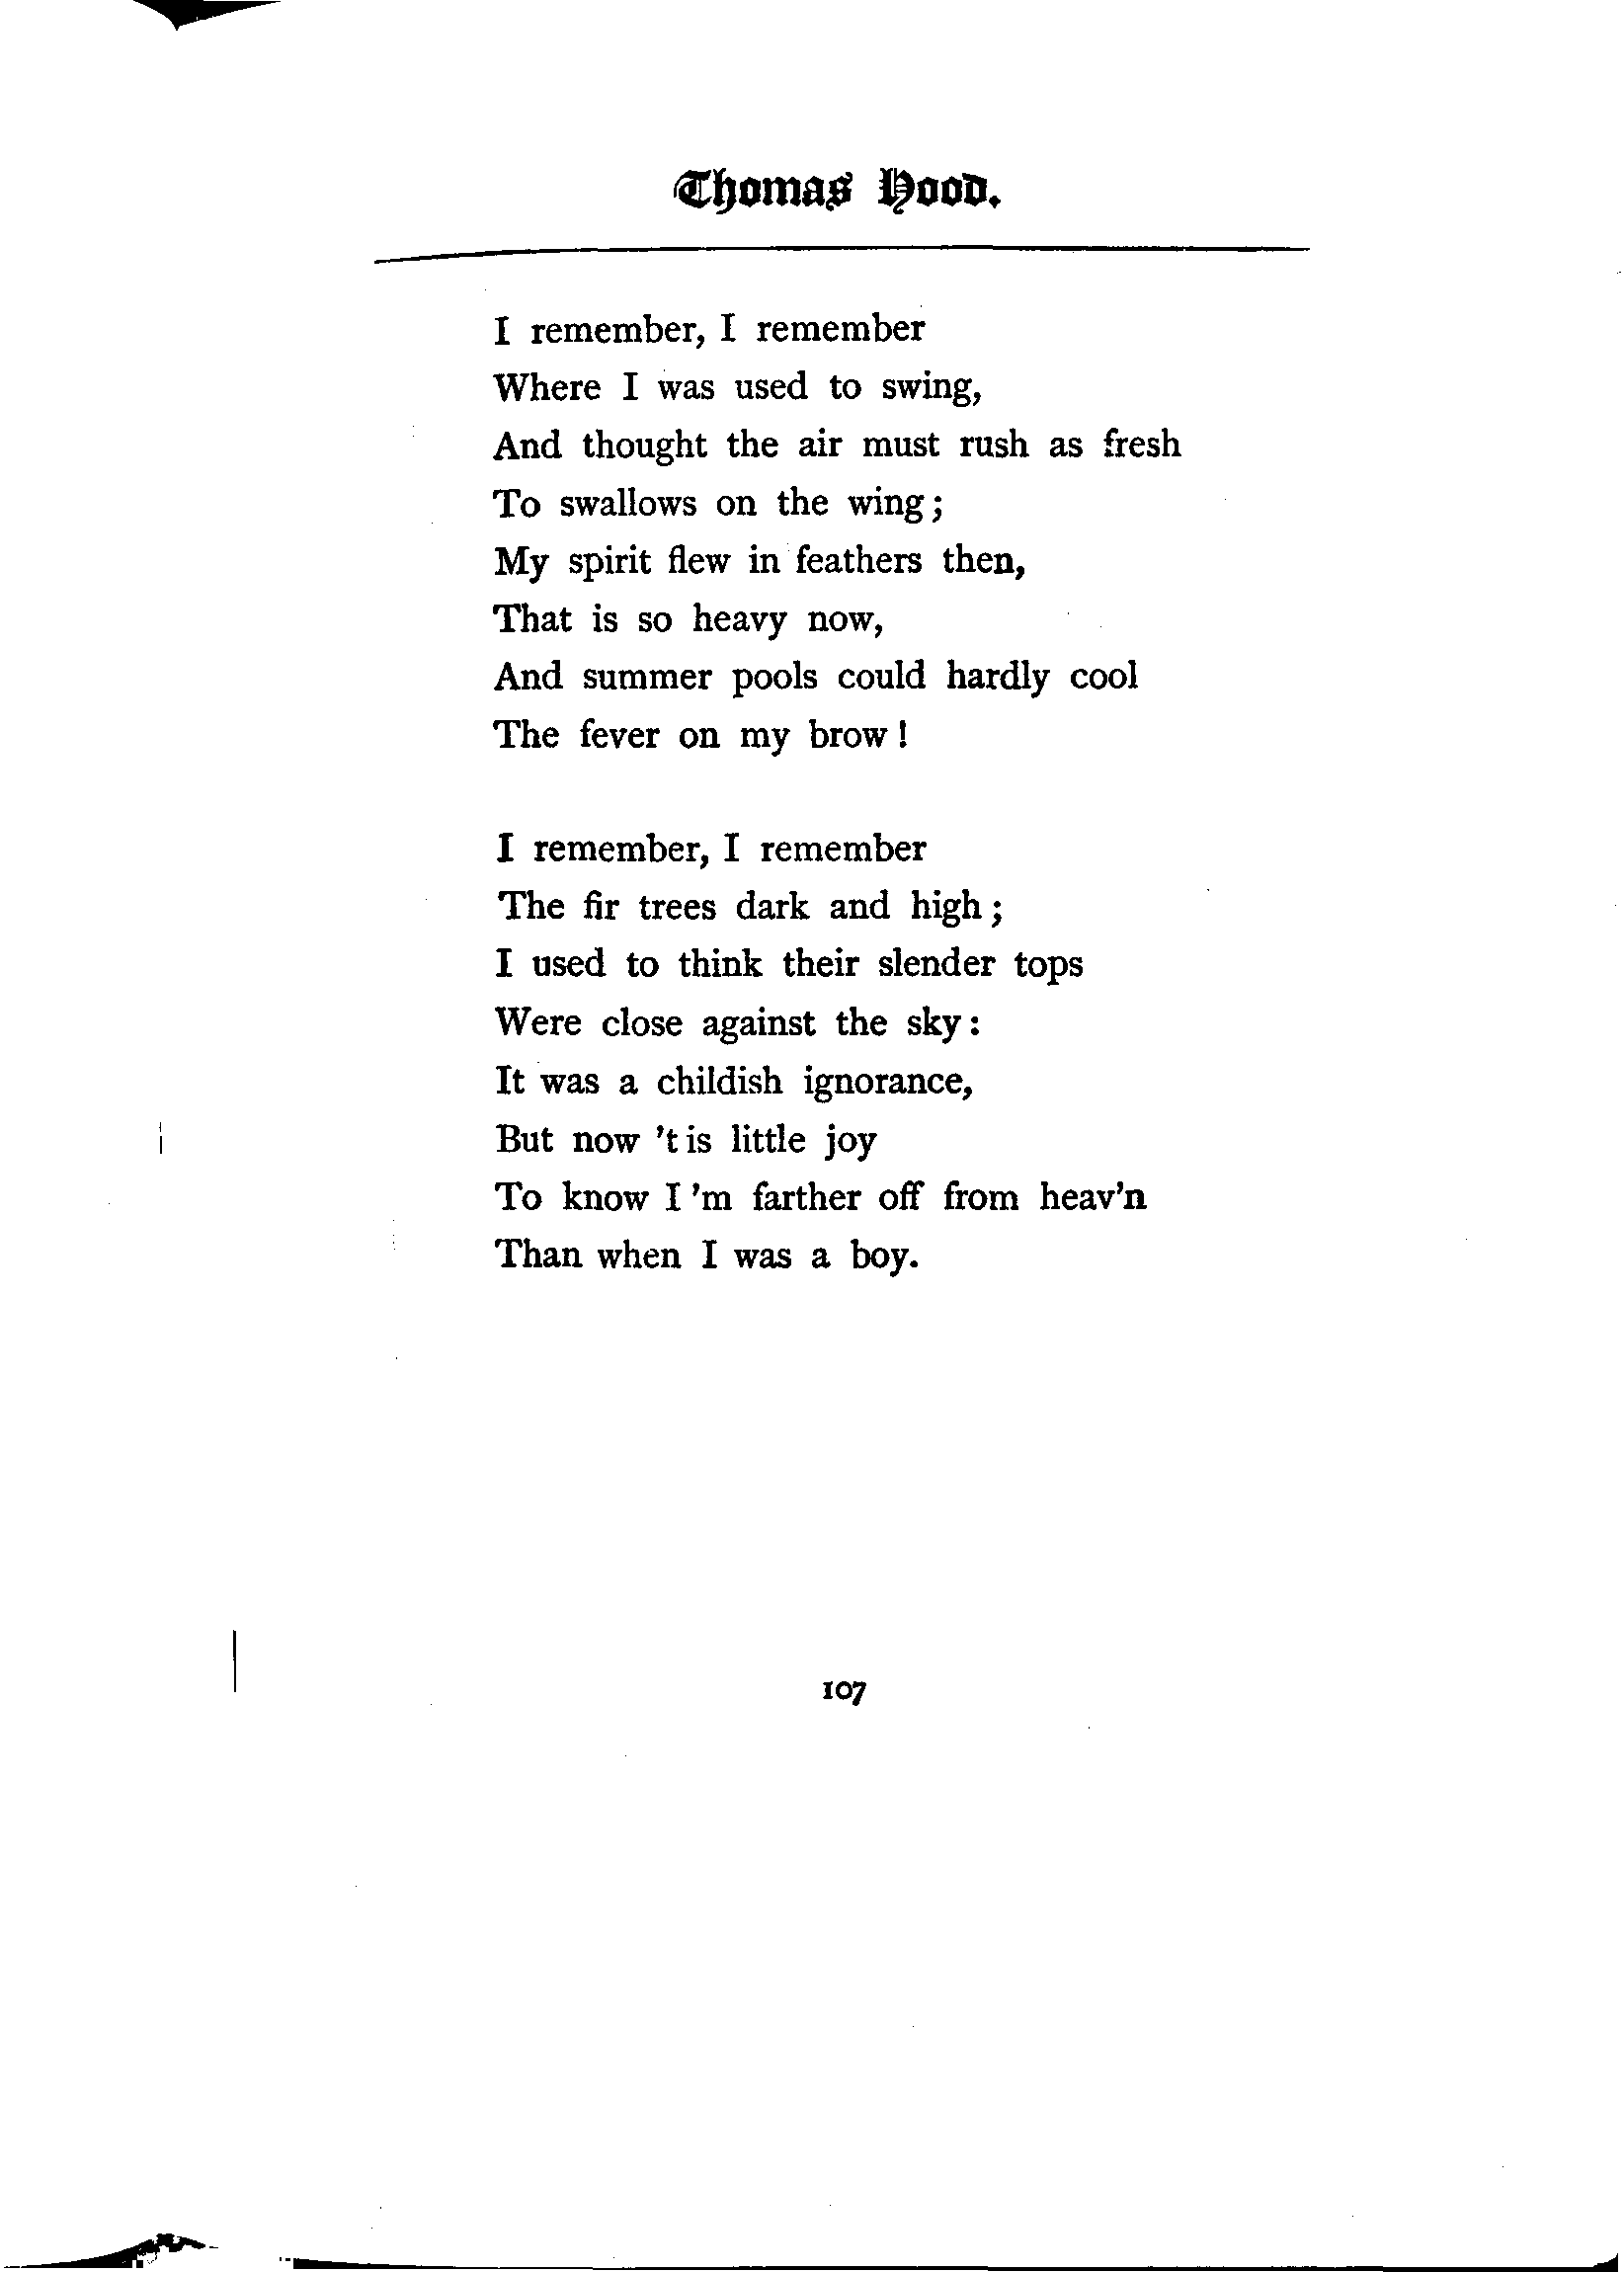 Thomas Hood.
I remember, I remember
Where I was used to swing,
And thought the air must rush as fresh
To swallows on the wing;
My spirit flew in feathers then,
That is so heavy now,
And summer pools could hardly cool
The fever on my brow!
I remember, I remember
The fir trees dark and high;
I used to think their slender tops
Were close against the sky:
It was a childish ignorance,
But now 't is little joy
To know I 'm farther off from heav'n
Than when I was a boy.
107